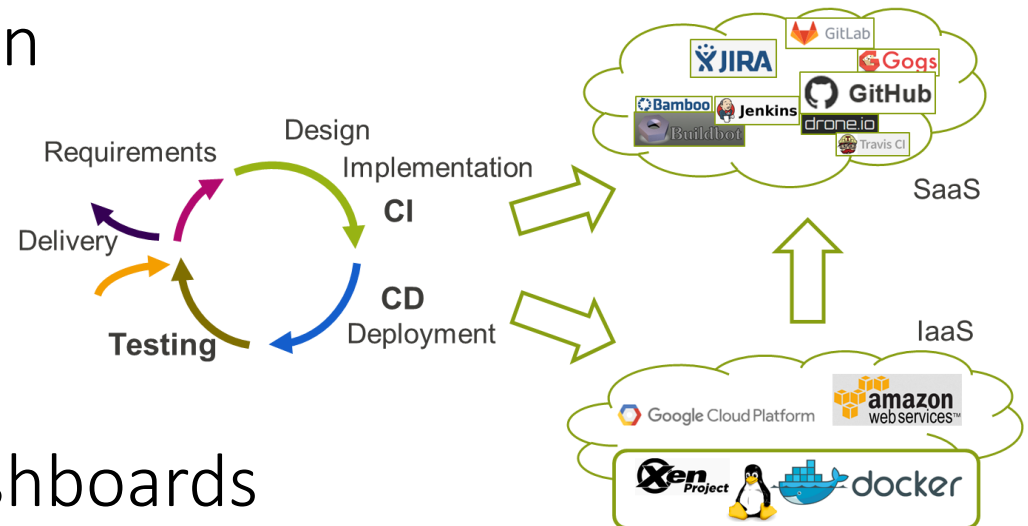 n
Design
Requirements
Implementation
CI
Delivery
CD
Deployment
Testing
GitLab
JIRA
Gogs
GitHub
Bamboo
Jenkins
Buildbot
drone.io
Travis CI
SaaS
IaaS
Google Cloud Platform
amazon
web services™
Xen
Project
docker
shboards